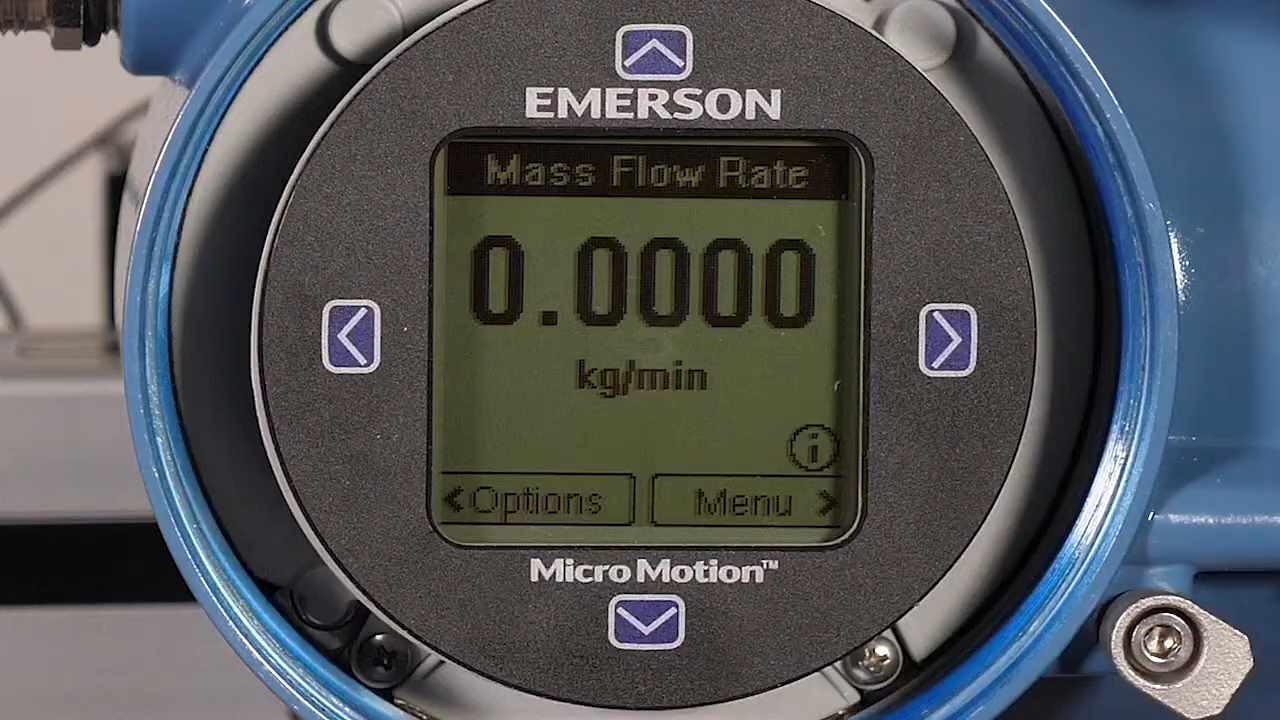 EMERSON
Mass Flow Rate
0.0000
kg/min
i
<Options
Menu >
Micro Motion™